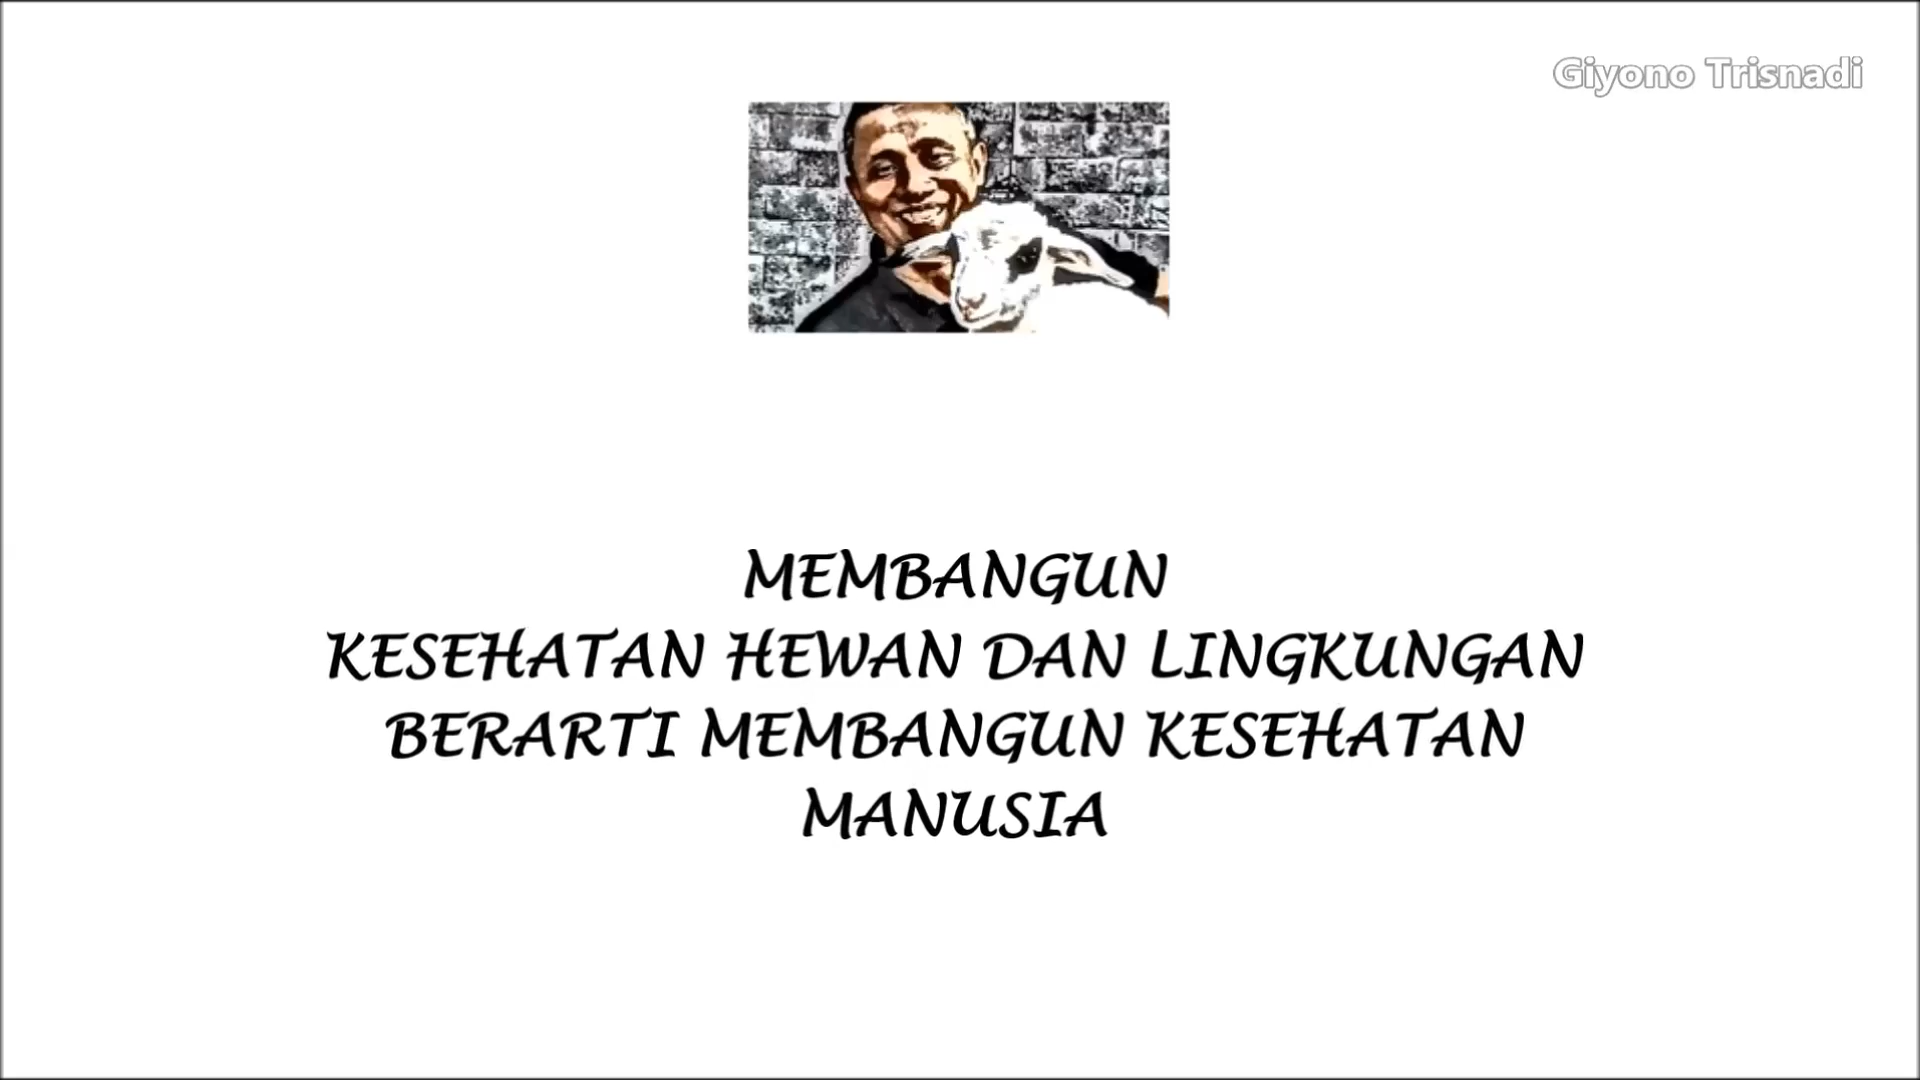 Giyono Trisnadi
MEMBANGUN
KESEHATAN HEWAN DAN LINGKUNGAN
BERARTI MEMBANGUN KESEHATAN
MANUSIA